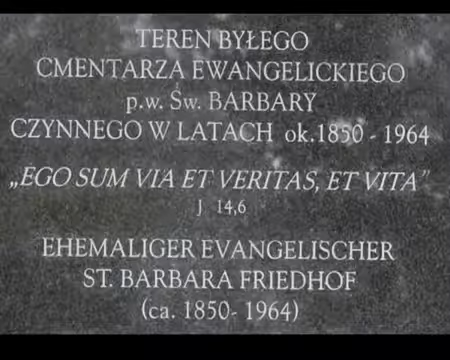 TEREN BYŁEGO
CMENTARZA EWANGELICKIEGO
p.w. Św. BARBARY
CZYNNEGO W LATACH ok.1850 - 1964
„EGO SUM VIA ET VERITAS, ET VITA”
J 14,6
EHEMALIGER EVANGELISCHER
ST. BARBARA FRIEDHOF
(ca. 1850- 1964)